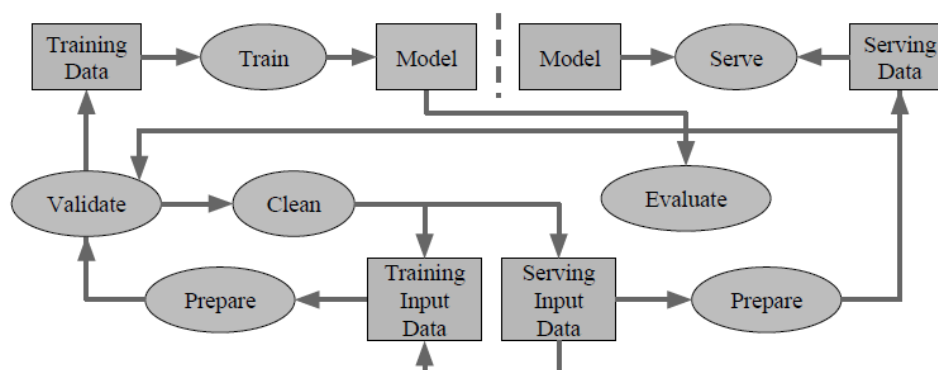 Training
Data
Train
Model
Model
Serve
Serving
Data
Validate
Clean
Evaluate
Prepare
Training
Input
Data
Serving
Input
Data
Prepare